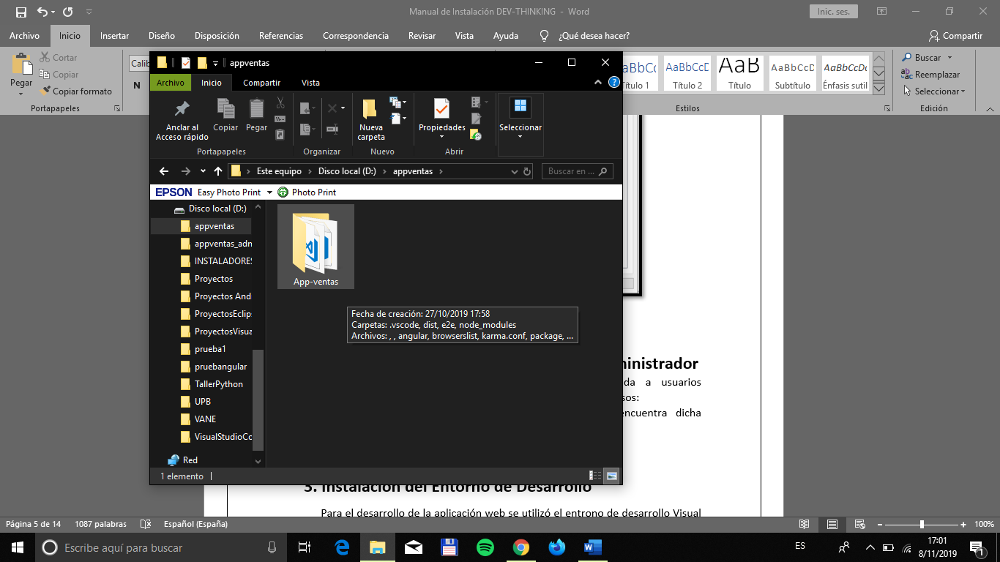 Manual de Instalación DEV-THINKING - Word
Inic. ses.
Archivo Inicio Insertar Diseño Disposición Referencias Correspondencia Revisar Vista Ayuda ¿Qué desea hacer? Compartir
Cortar
Copiar
Copiar formato
Pegar
Portapapeles
Calib
N
AaBbCc
Título 1
AaBbCcD
Título 2
AaB
Título
AaBbCcD
Subtítulo
AaBbCcDc
Énfasis sutil
Estilos
Buscar
Reemplazar
Seleccionar
Edición
appventas
Archivo Inicio Compartir Vista
Anclar al
Acceso rápido
Copiar
Pegar
Nueva
carpeta
Propiedades
Seleccionar
Portapapeles
Organizar
Nuevo
Abrir
Este equipo › Disco local (D:) › appventas ›
Buscar en ...
EPSON Easy Photo Print Photo Print
Disco local (D:)
appventas
appventas_adn
INSTALADORES
Proyectos
Proyectos And
ProyectosEclip
ProyectosVisua
prueba1
pruebangular
TallerPython
UPB
VANE
VisualStudioCo
Red
App-ventas
Fecha de creación: 27/10/2019 17:58
Carpetas: .vscode, dist, e2e, node_modules
Archivos: , , angular, browserslist, karma.conf, package, ...
1 elemento
ministrador
da a usuarios
sos:
encuentra dicha
3. Instalación del Entorno de Desarrollo
Para el desarrollo de la aplicación web se utilizó el entrono de desarrollo Visual
Página 5 de 14 1087 palabras Español (España)
100%
Escribe aquí para buscar
ES
17:01
8/11/2019
1